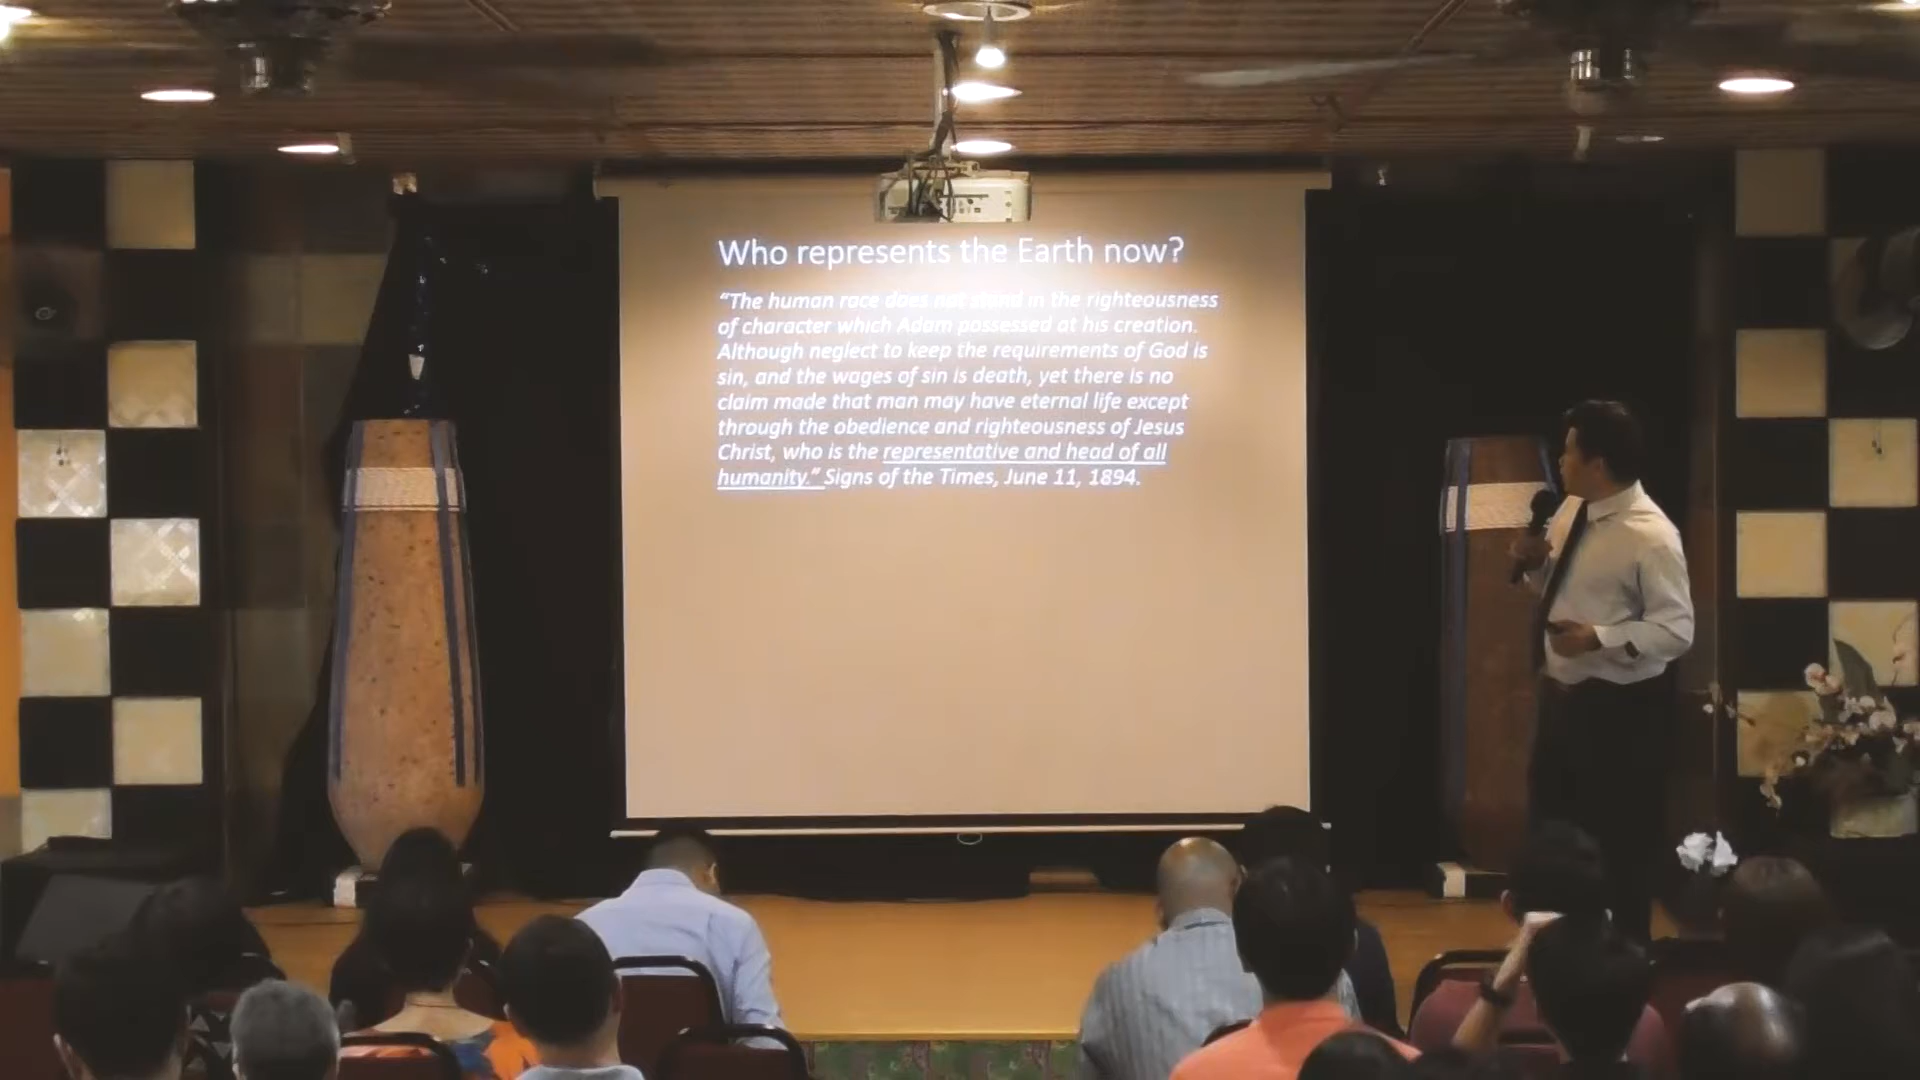 Who represents the Earth now?
“The human race does not stand in the righteousness
of character which Adam possessed at his creation.
Although neglect to keep the requirements of God is
sin, and the wages of sin is death, yet there is no
claim made that man may have eternal life except
through the obedience and righteousness of Jesus
Christ, who is the representative and head of all
humanity.” Signs of the Times, June 11, 1894.